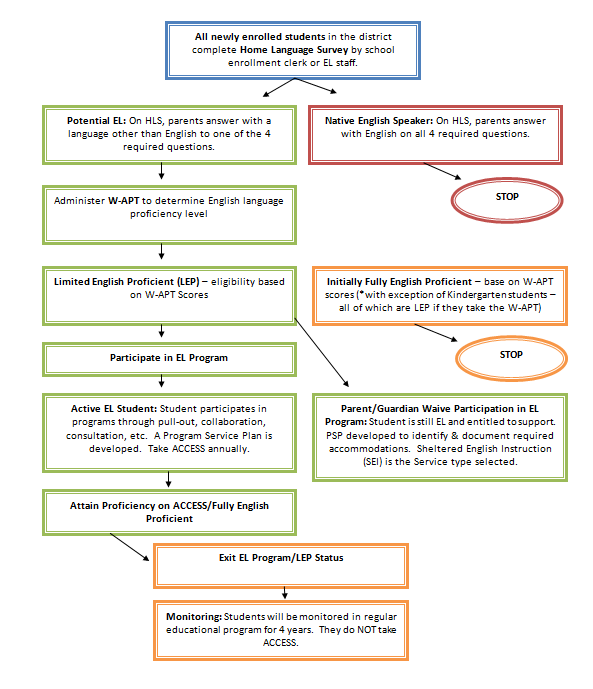 All newly enrolled students in the district
complete Home Language Survey by school
enrollment clerk or EL staff.
Potential EL: On HLS, parents answer with a
language other than English to one of the 4
required questions.
Native English Speaker: On HLS, parents answer
with English on all 4 required questions.
STOP
Administer W-APT to determine English language
proficiency level
Limited English Proficient (LEP) – eligibility based
on W-APT Scores
Initially Fully English Proficient – base on W-APT
scores (*with exception of Kindergarten students –
all of which are LEP if they take the W-APT)
STOP
Participate in EL Program
Active EL Student: Student participates in
programs through pull-out, collaboration,
consultation, etc. A Program Service Plan is
developed. Take ACCESS annually.
Parent/Guardian Waive Participation in EL
Program: Student is still EL and entitled to support.
PSP developed to identify & document required
accommodations. Sheltered English Instruction
(SEI) is the Service type selected.
Attain Proficiency on ACCESS/Fully English
Proficient
Exit EL Program/LEP Status
Monitoring: Students will be monitored in regular
educational program for 4 years. They do NOT take
ACCESS.